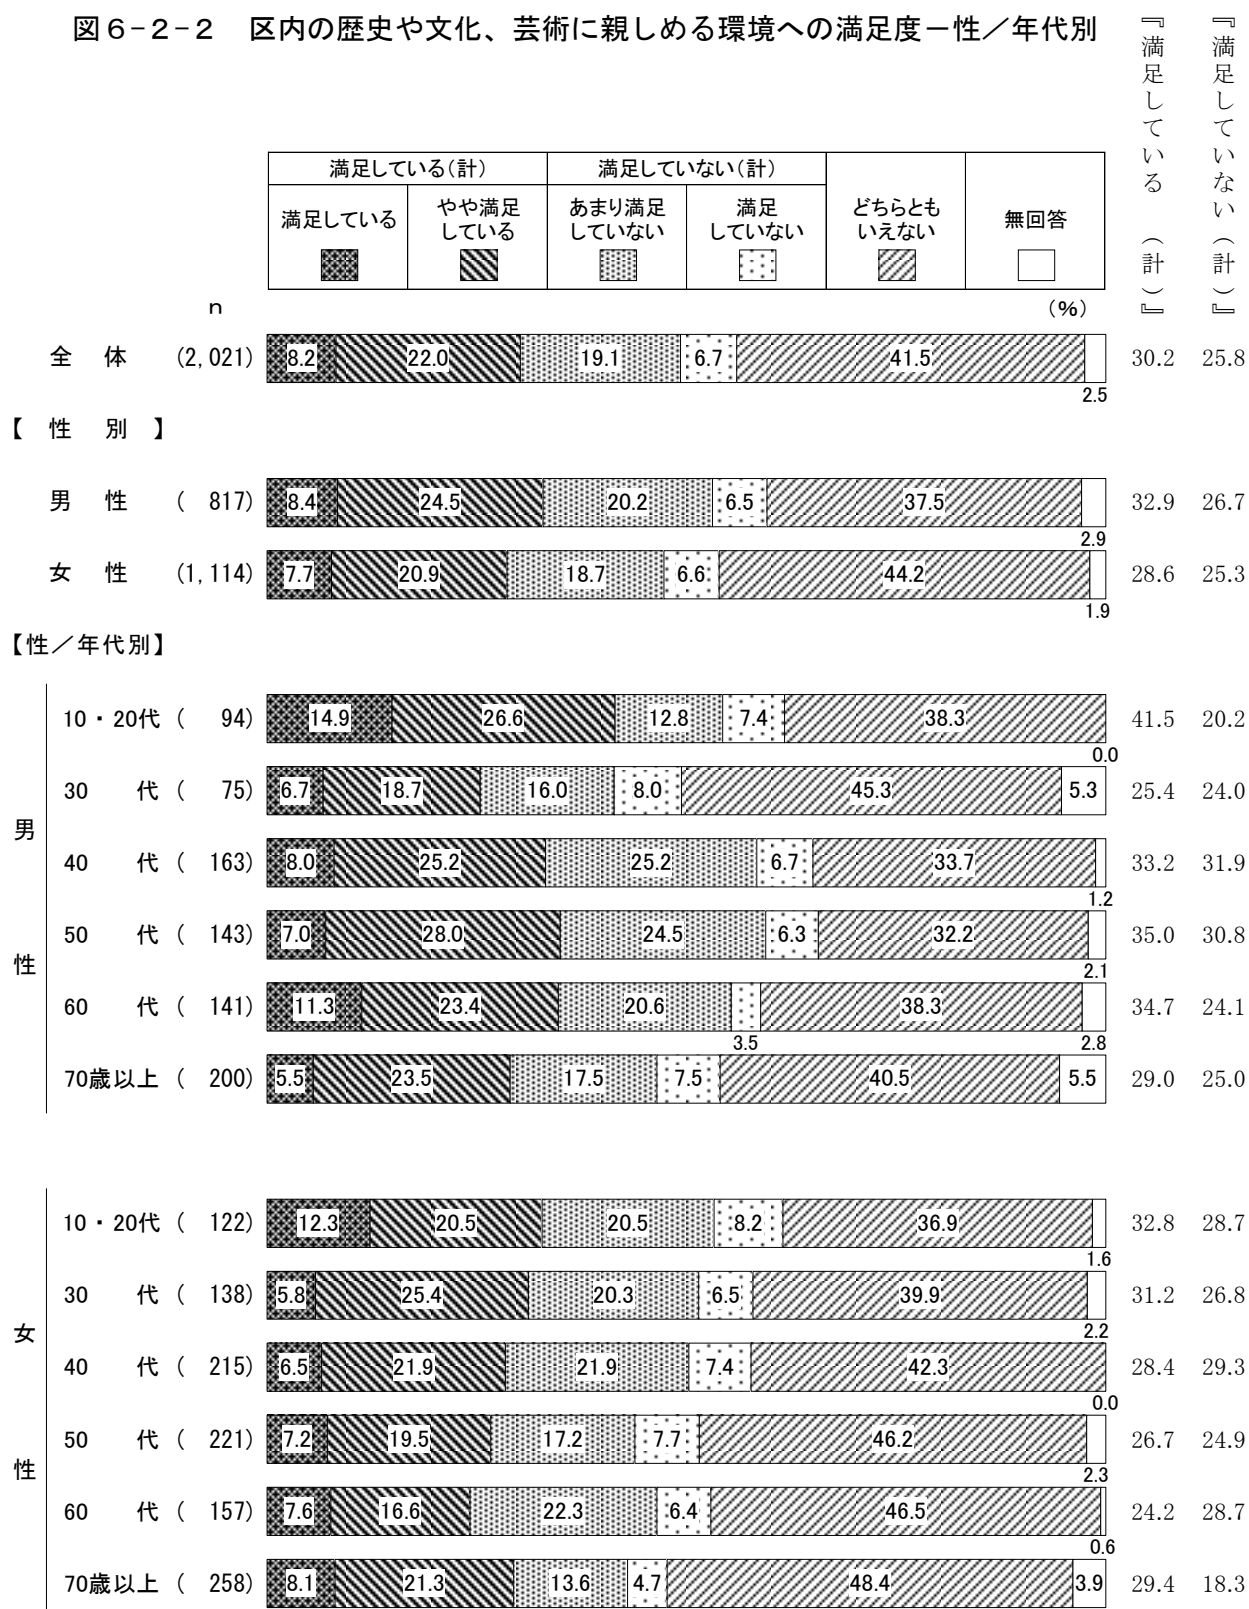 図６−２−２　区内の歴史や文化、芸術に親しめる環境への満足度－性／年代別
『満足している（計）』
『満足していない（計）』
満足している(計)　満足していない(計)
満足している　やや満足している　あまり満足していない　満足していない　どちらともいえない　無回答
ｎ　(%)
全　体　(2,021)　8.2　22.0　19.1　6.7　41.5　2.5　30.2　25.8
【　性　別　】
男　性　(　817)　8.4　24.5　20.2　6.5　37.5　2.9　32.9　26.7
女　性　(1,114)　7.7　20.9　18.7　6.6　44.2　1.9　28.6　25.3
【性／年代別】
男性
10・20代 (　94)　14.9　26.6　12.8　7.4　38.3　0.0　41.5　20.2
30　代 (　75)　6.7　18.7　16.0　8.0　45.3　5.3　25.4　24.0
40　代 (　163)　8.0　25.2　25.2　6.7　33.7　1.2　33.2　31.9
50　代 (　143)　7.0　28.0　24.5　6.3　32.2　2.1　35.0　30.8
60　代 (　141)　11.3　23.4　20.6　3.5　38.3　2.8　34.7　24.1
70歳以上 (　200)　5.5　23.5　17.5　7.5　40.5　5.5　29.0　25.0
女性
10・20代 (　122)　12.3　20.5　20.5　8.2　36.9　1.6　32.8　28.7
30　代 (　138)　5.8　25.4　20.3　6.5　39.9　2.2　31.2　26.8
40　代 (　215)　6.5　21.9　21.9　7.4　42.3　0.0　28.4　29.3
50　代 (　221)　7.2　19.5　17.2　7.7　46.2　2.3　26.7　24.9
60　代 (　157)　7.6　16.6　22.3　6.4　46.5　0.6　24.2　28.7
70歳以上 (　258)　8.1　21.3　13.6　4.7　48.4　3.9　29.4　18.3